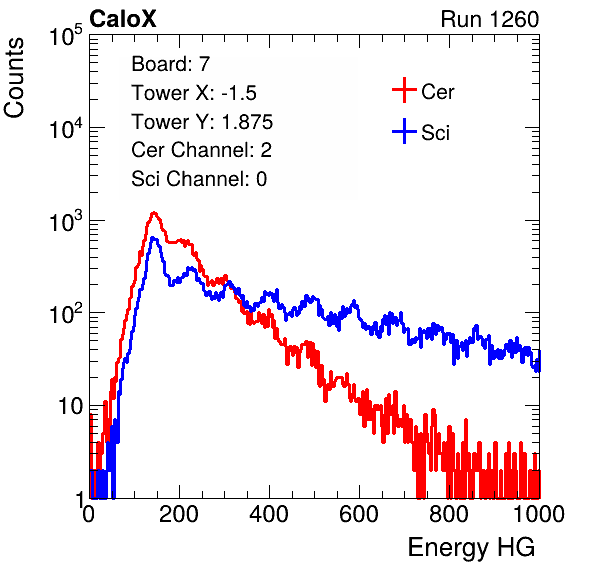 CaloX Run 1260
Counts
10^5
10^4
10^3
10^2
10
1
Board: 7
Tower X: -1.5
Tower Y: 1.875
Cer Channel: 2
Sci Channel: 0
Cer
Sci
0 200 400 600 800 1000
Energy HG